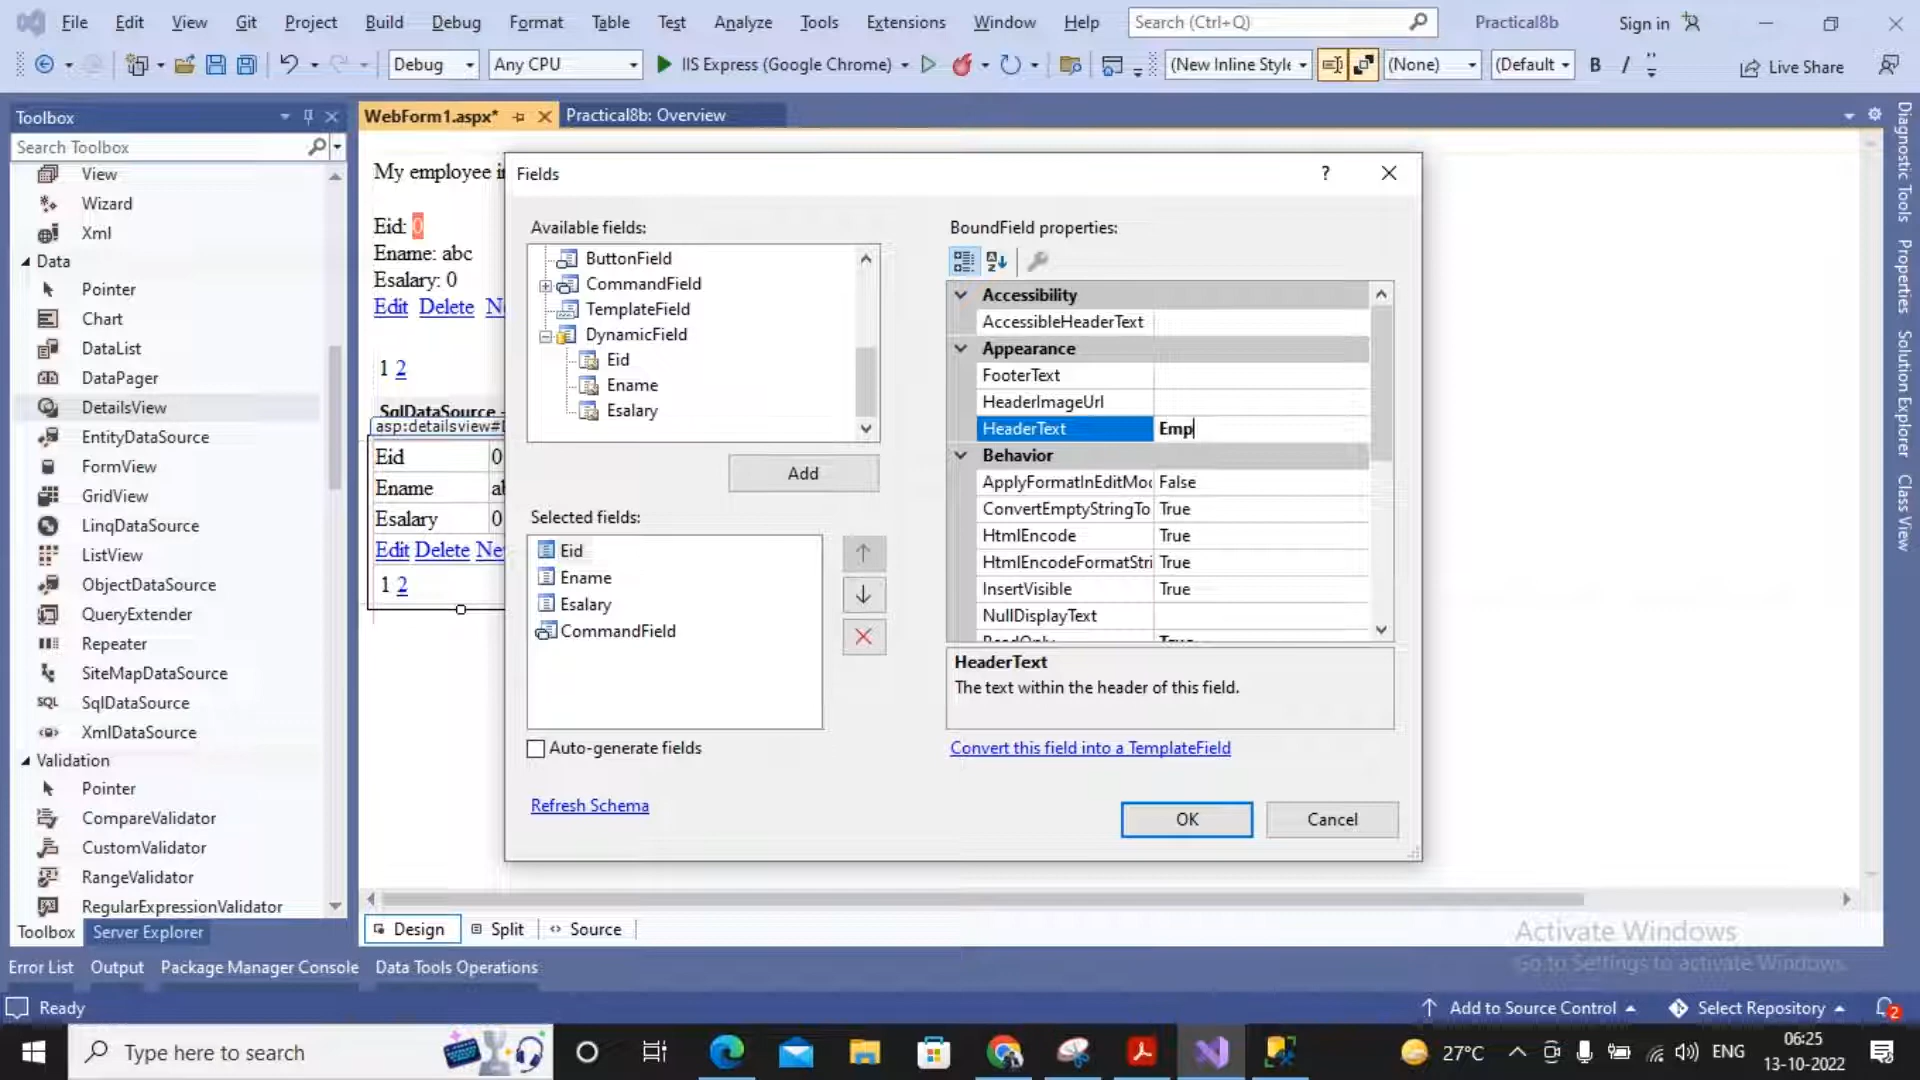 File Edit View Git Project Build Debug Format Table Test Analyze Tools Extensions Window Help Search (Ctrl+Q) Practical8b Sign in
Debug Any CPU IIS Express (Google Chrome) (New Inline Style (None) (Default B I Live Share
Toolbox
Search Toolbox
View
Wizard
Xml
Data
Pointer
Chart
DataList
DataPager
DetailsView
EntityDataSource
FormView
GridView
LinqDataSource
ListView
ObjectDataSource
QueryExtender
Repeater
SiteMapDataSource
SqlDataSource
XmlDataSource
Validation
Pointer
CompareValidator
CustomValidator
RangeValidator
RegularExpressionValidator
Toolbox Server Explorer
WebForm1.aspx* Practical8b: Overview
My employee i
Eid: 0
Ename: abc
Esalary: 0
Edit Delete N
1 2
SqlDataSource -
asp:detailsview#
Eid 0
Ename a
Esalary 0
Edit Delete Ne
1 2
Fields ?
Available fields:
ButtonField
CommandField
TemplateField
DynamicField
Eid
Ename
Esalary
Add
Selected fields:
Eid
Ename
Esalary
CommandField
Auto-generate fields
Refresh Schema
BoundField properties:
Accessibility
AccessibleHeaderText
Appearance
FooterText
HeaderImageUrl
HeaderText Emp
Behavior
ApplyFormatInEditMo False
ConvertEmptyStringTo True
HtmlEncode True
HtmlEncodeFormatStri True
InsertVisible True
NullDisplayText
ReadOnly True
HeaderText
The text within the header of this field.
Convert this field into a TemplateField
OK Cancel
Diagnostic Tools
Properties
Solution Explorer
Class View
Design Split Source
Activate Windows
Go to Settings to activate Windows.
Error List Output Package Manager Console Data Tools Operations
Ready Add to Source Control Select Repository 2
Type here to search 27°C ENG 06:25
13-10-2022